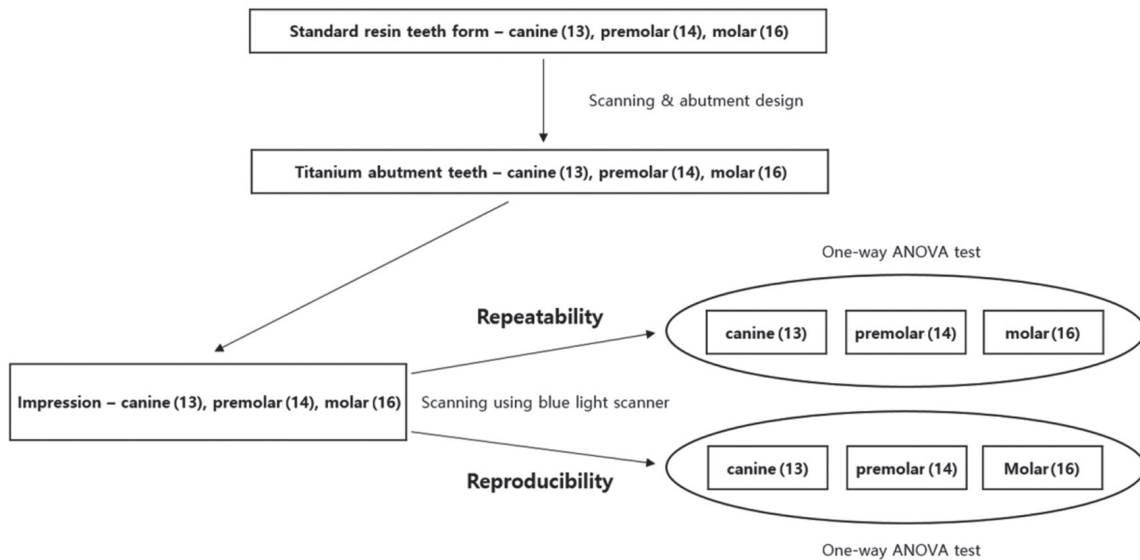 Standard resin teeth form – canine (13), premolar (14), molar (16)
Scanning & abutment design
Titanium abutment teeth – canine (13), premolar (14), molar (16)
One-way ANOVA test
Repeatability
canine (13)
premolar (14)
molar (16)
Impression – canine (13), premolar (14), molar (16)
Scanning using blue light scanner
Reproducibility
canine (13)
premolar (14)
Molar (16)
One-way ANOVA test